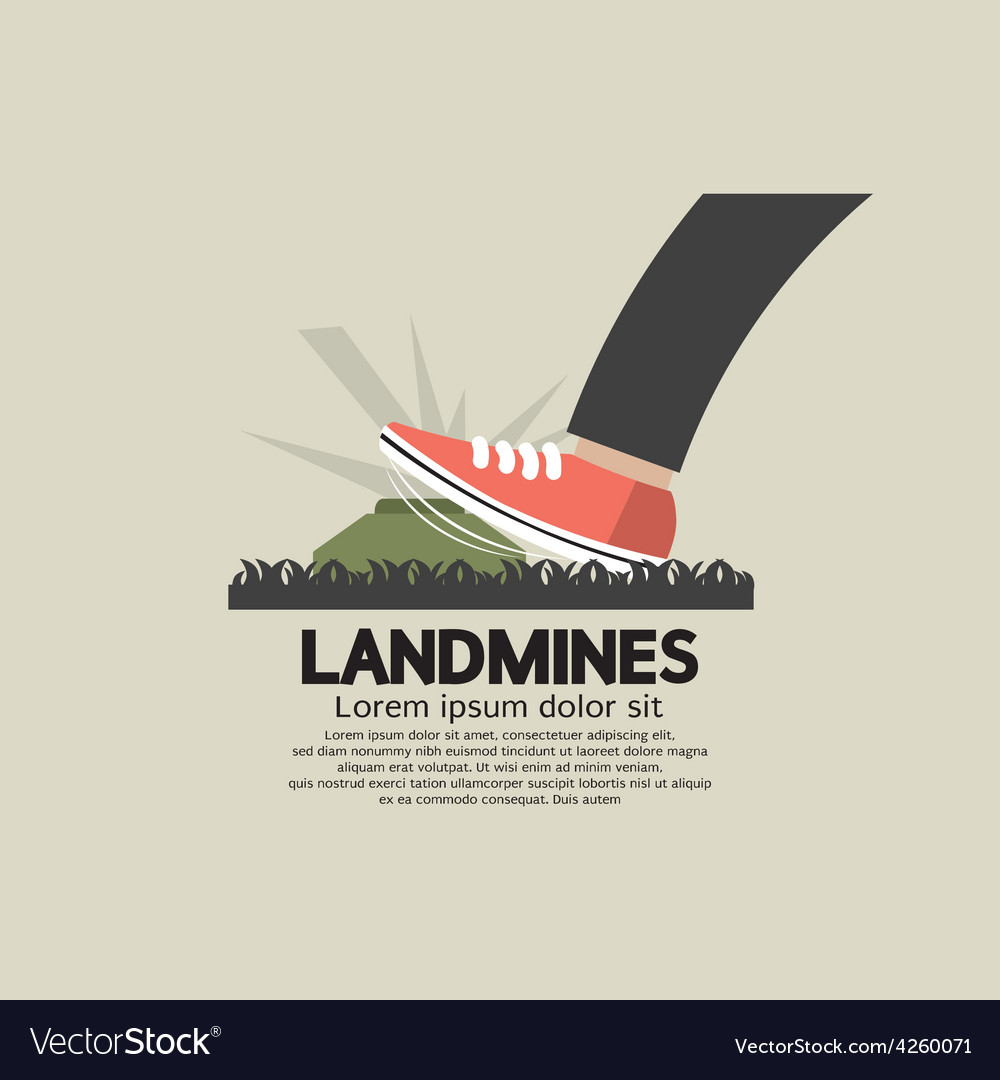 LANDMINES
Lorem ipsum dolor sit
Lorem ipsum dolor sit amet, consectetuer adipiscing elit,
sed diam nonummy nibh euismod tincidunt ut laoreet dolore magna
aliquam erat volutpat. Ut wisi enim ad minim veniam,
quis nostrud exerci tation ullamcorper suscipit lobortis nisl ut aliquip
ex ea commodo consequat. Duis autem
VectorStock® VectorStock.com/4260071